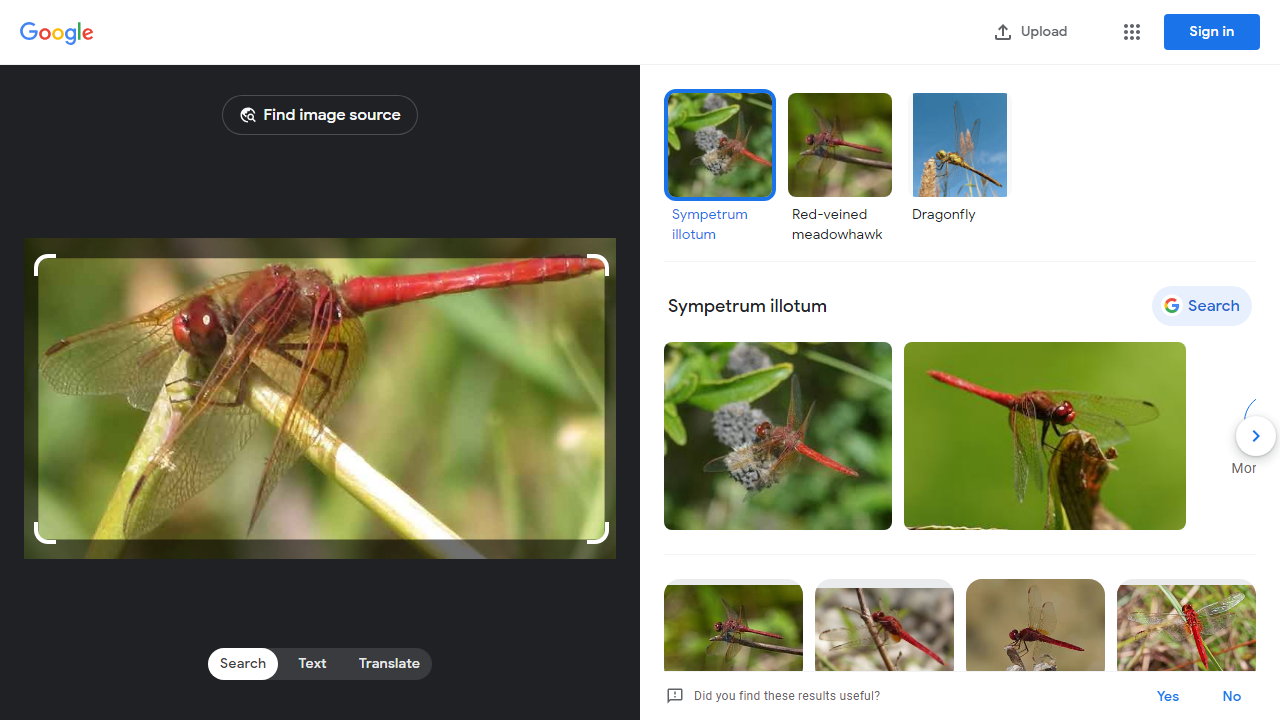 Google
Upload
Sign in
Find image source
Sympetrum
illotum
Red-veined
meadowhawk
Dragonfly
Sympetrum illotum
Search
Mor
Search
Text
Translate
Did you find these results useful?
Yes
No